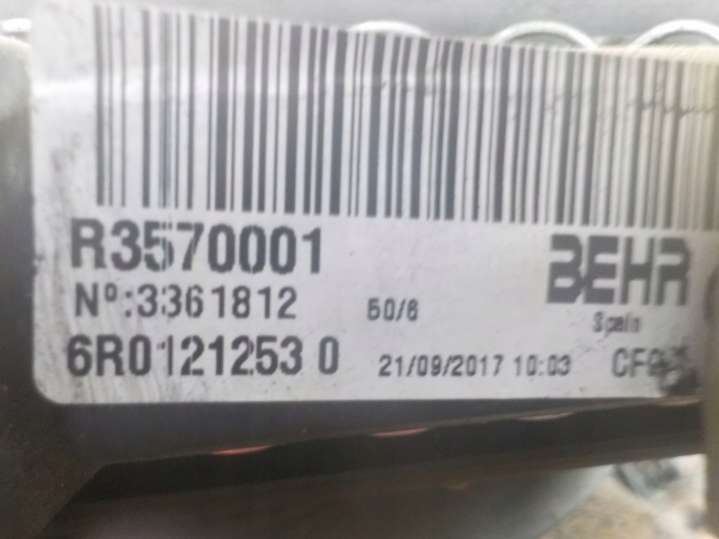 R3570001
BEHR
Nº:3361812 50/6
Spain
6R0121253 0 21/09/2017 10:03